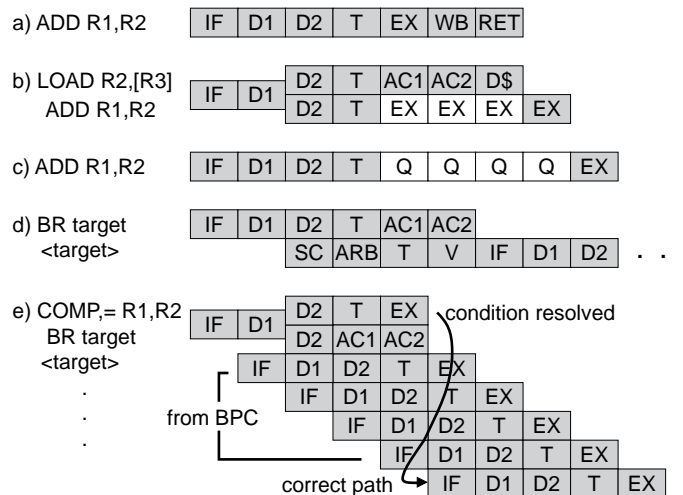 a) ADD R1,R2 IF D1 D2 T EX WB RET
b) LOAD R2,[R3] IF D1 D2 T AC1 AC2 D$
ADD R1,R2 D2 T EX EX EX EX
c) ADD R1,R2 IF D1 D2 T Q Q Q Q EX
d) BR target IF D1 D2 T AC1 AC2
<target> SC ARB T V IF D1 D2 . .
e) COMP,= R1,R2 IF D1 D2 T EX condition resolved
BR target D2 AC1 AC2
<target> IF D1 D2 T EX
. IF D1 D2 T EX
. from BPC IF D1 D2 T EX
. IF D1 D2 T EX
correct path IF D1 D2 T EX